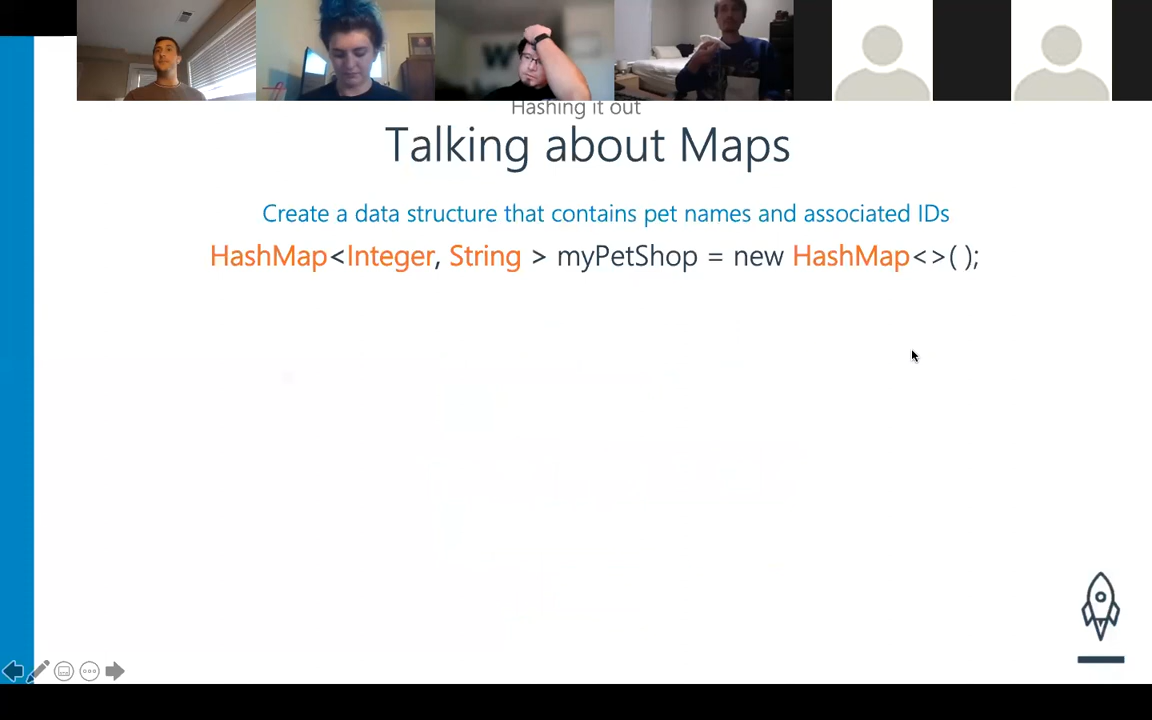 Hashing it out
Talking about Maps
Create a data structure that contains pet names and associated IDs
HashMap<Integer, String > myPetShop = new HashMap<>( );